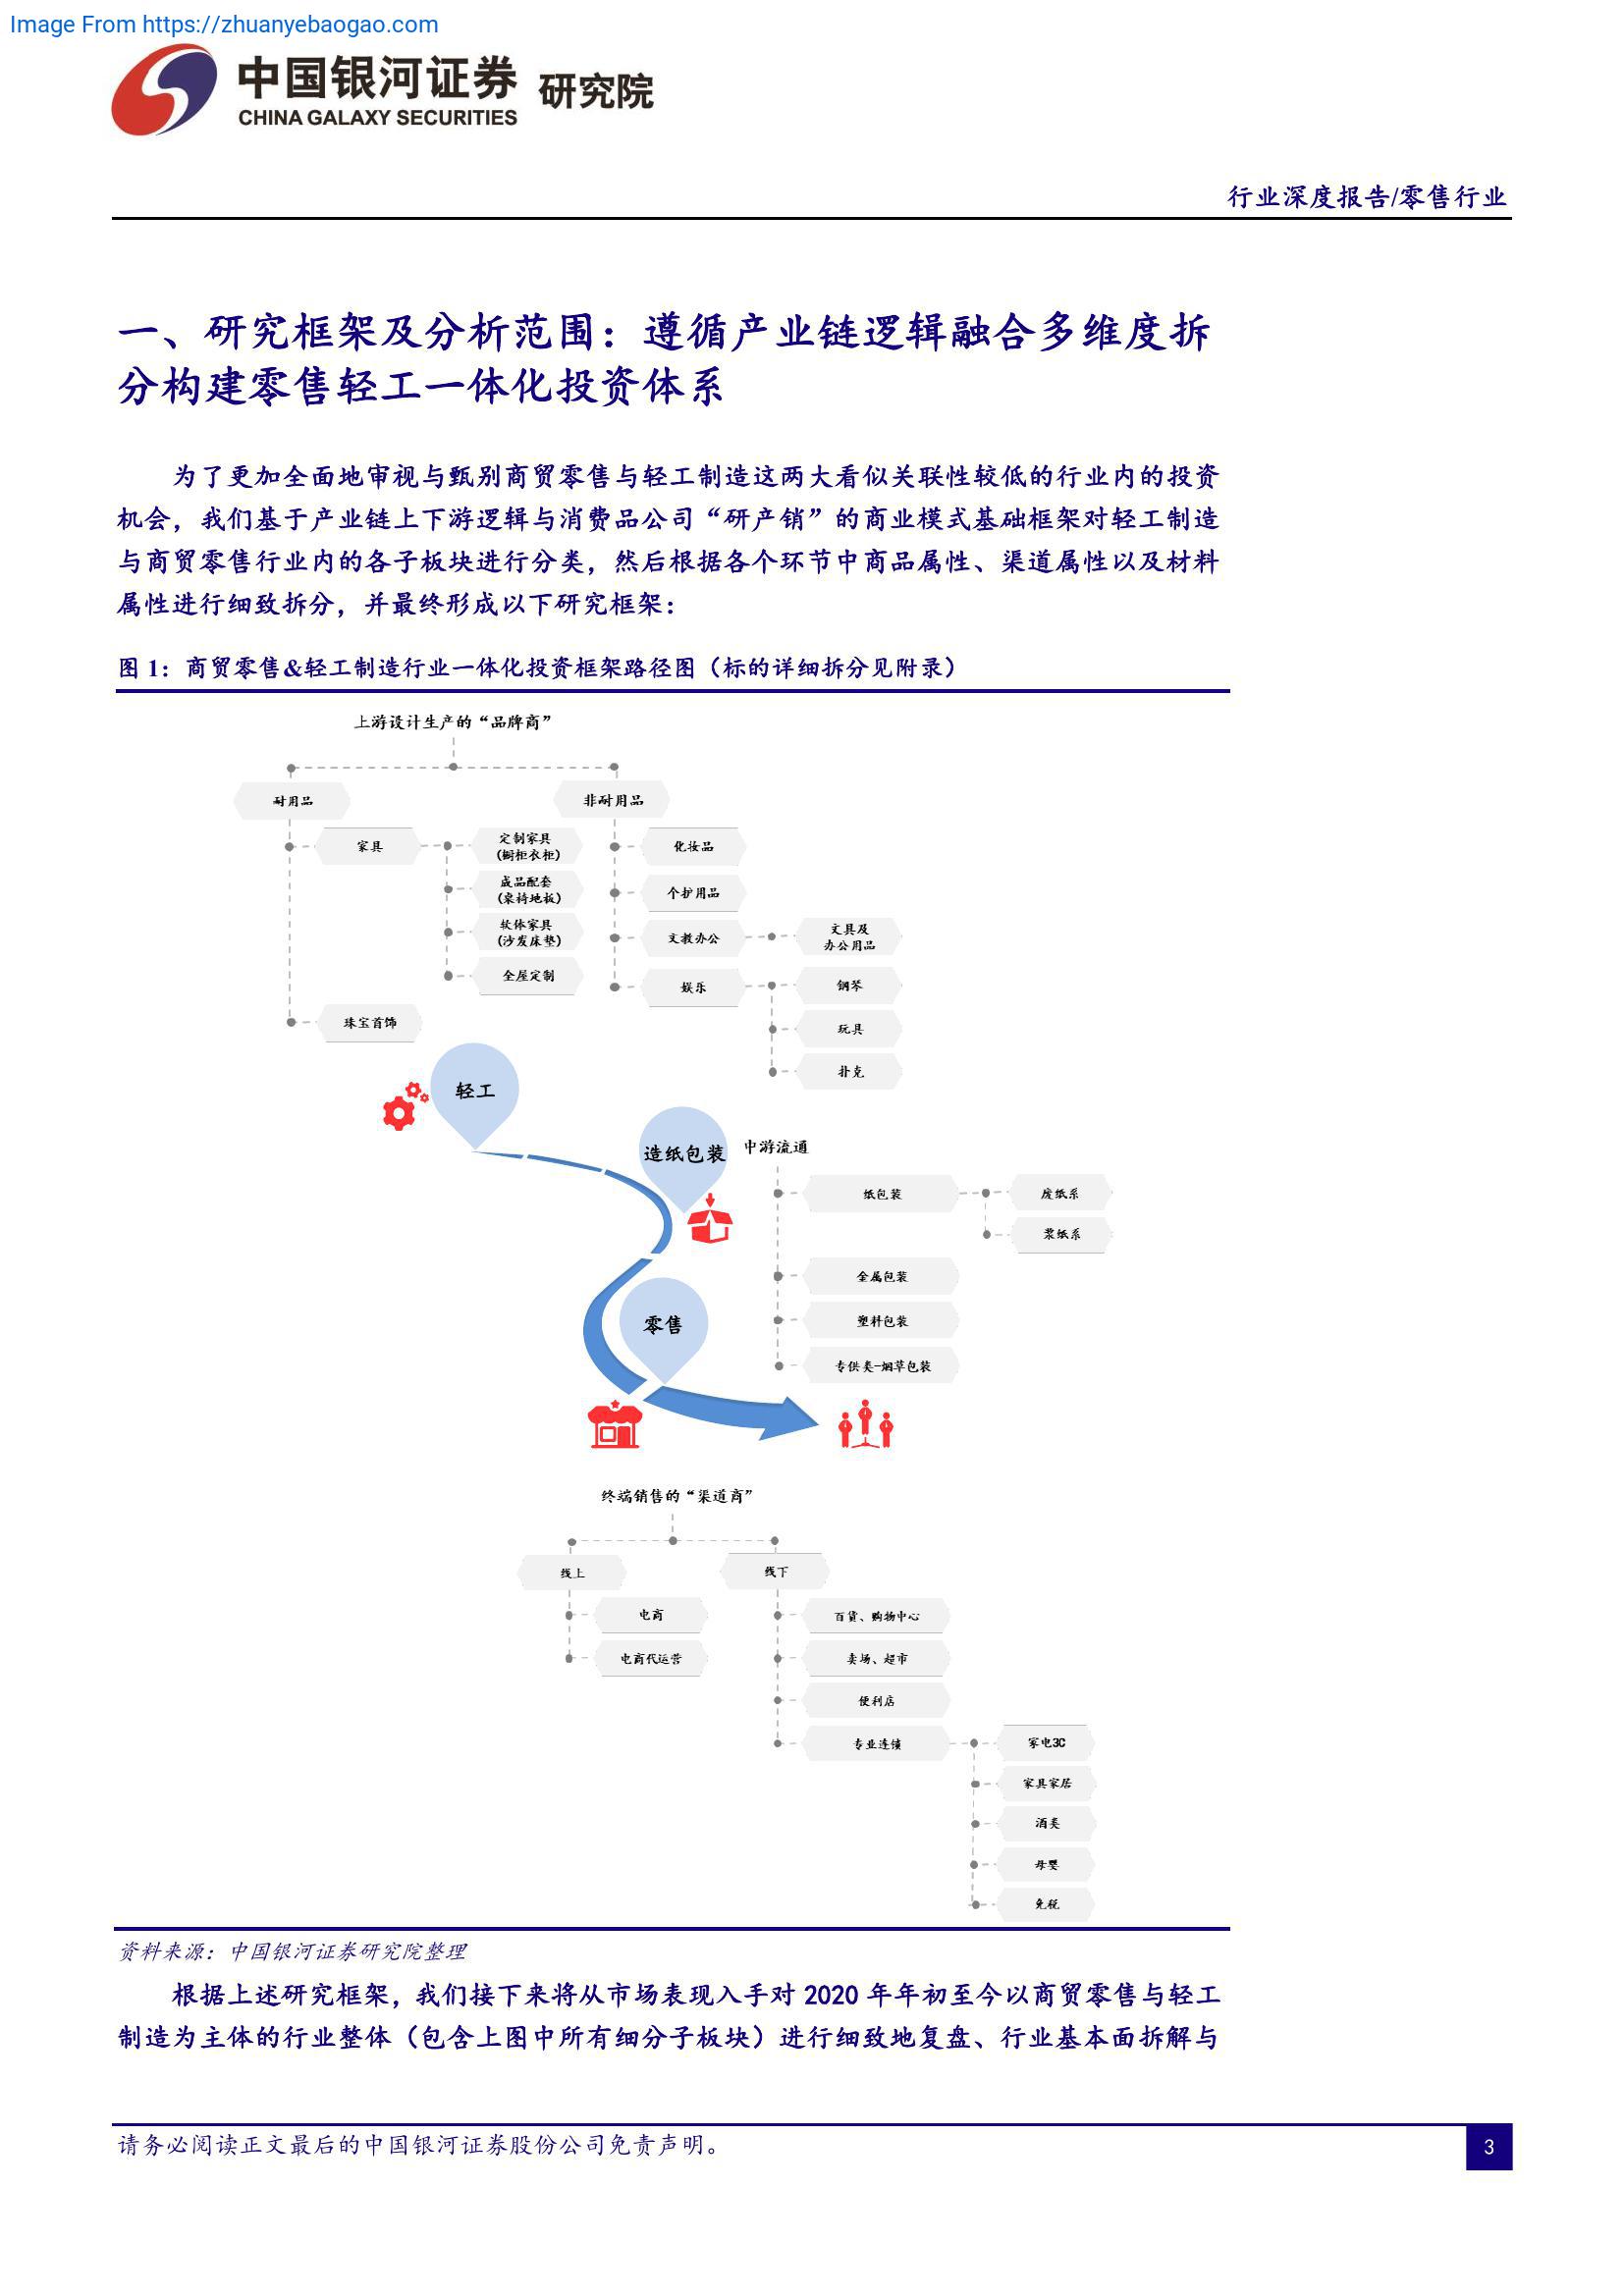 Image From https://zhuanyebaogao.com
中国银河证券 研究院
CHINA GALAXY SECURITIES
行业深度报告/零售行业
一、研究框架及分析范围：遵循产业链逻辑融合多维度拆
分构建零售轻工一体化投资体系
为了更加全面地审视与甄别商贸零售与轻工制造这两大看似关联性较低的行业内的投资
机会，我们基于产业链上下游逻辑与消费品公司“研产销”的商业模式基础框架对轻工制造
与商贸零售行业内的各子板块进行分类，然后根据各个环节中商品属性、渠道属性以及材料
属性进行细致拆分，并最终形成以下研究框架：
图 1：商贸零售&轻工制造行业一体化投资框架路径图（标的详细拆分见附录）
上游设计生产的“品牌商”
耐用品
非耐用品
家具
定制家具
(橱柜衣柜)
成品配套
(桌椅地板)
软体家具
(沙发床垫)
全屋定制
珠宝首饰
化妆品
个护用品
文教办公
文具及
办公用品
娱乐
钢琴
玩具
扑克
轻工
造纸包装
中游流通
纸包装
废纸系
浆纸系
金属包装
塑料包装
专供类-烟草包装
零售
终端销售的“渠道商”
线上
线下
电商
电商代运营
百货、购物中心
卖场、超市
便利店
专业连锁
家电3C
家具家居
酒类
母婴
免税
资料来源：中国银河证券研究院整理
根据上述研究框架，我们接下来将从市场表现入手对 2020 年年初至今以商贸零售与轻工
制造为主体的行业整体（包含上图中所有细分子板块）进行细致地复盘、行业基本面拆解与
请务必阅读正文最后的中国银河证券股份公司免责声明。
3